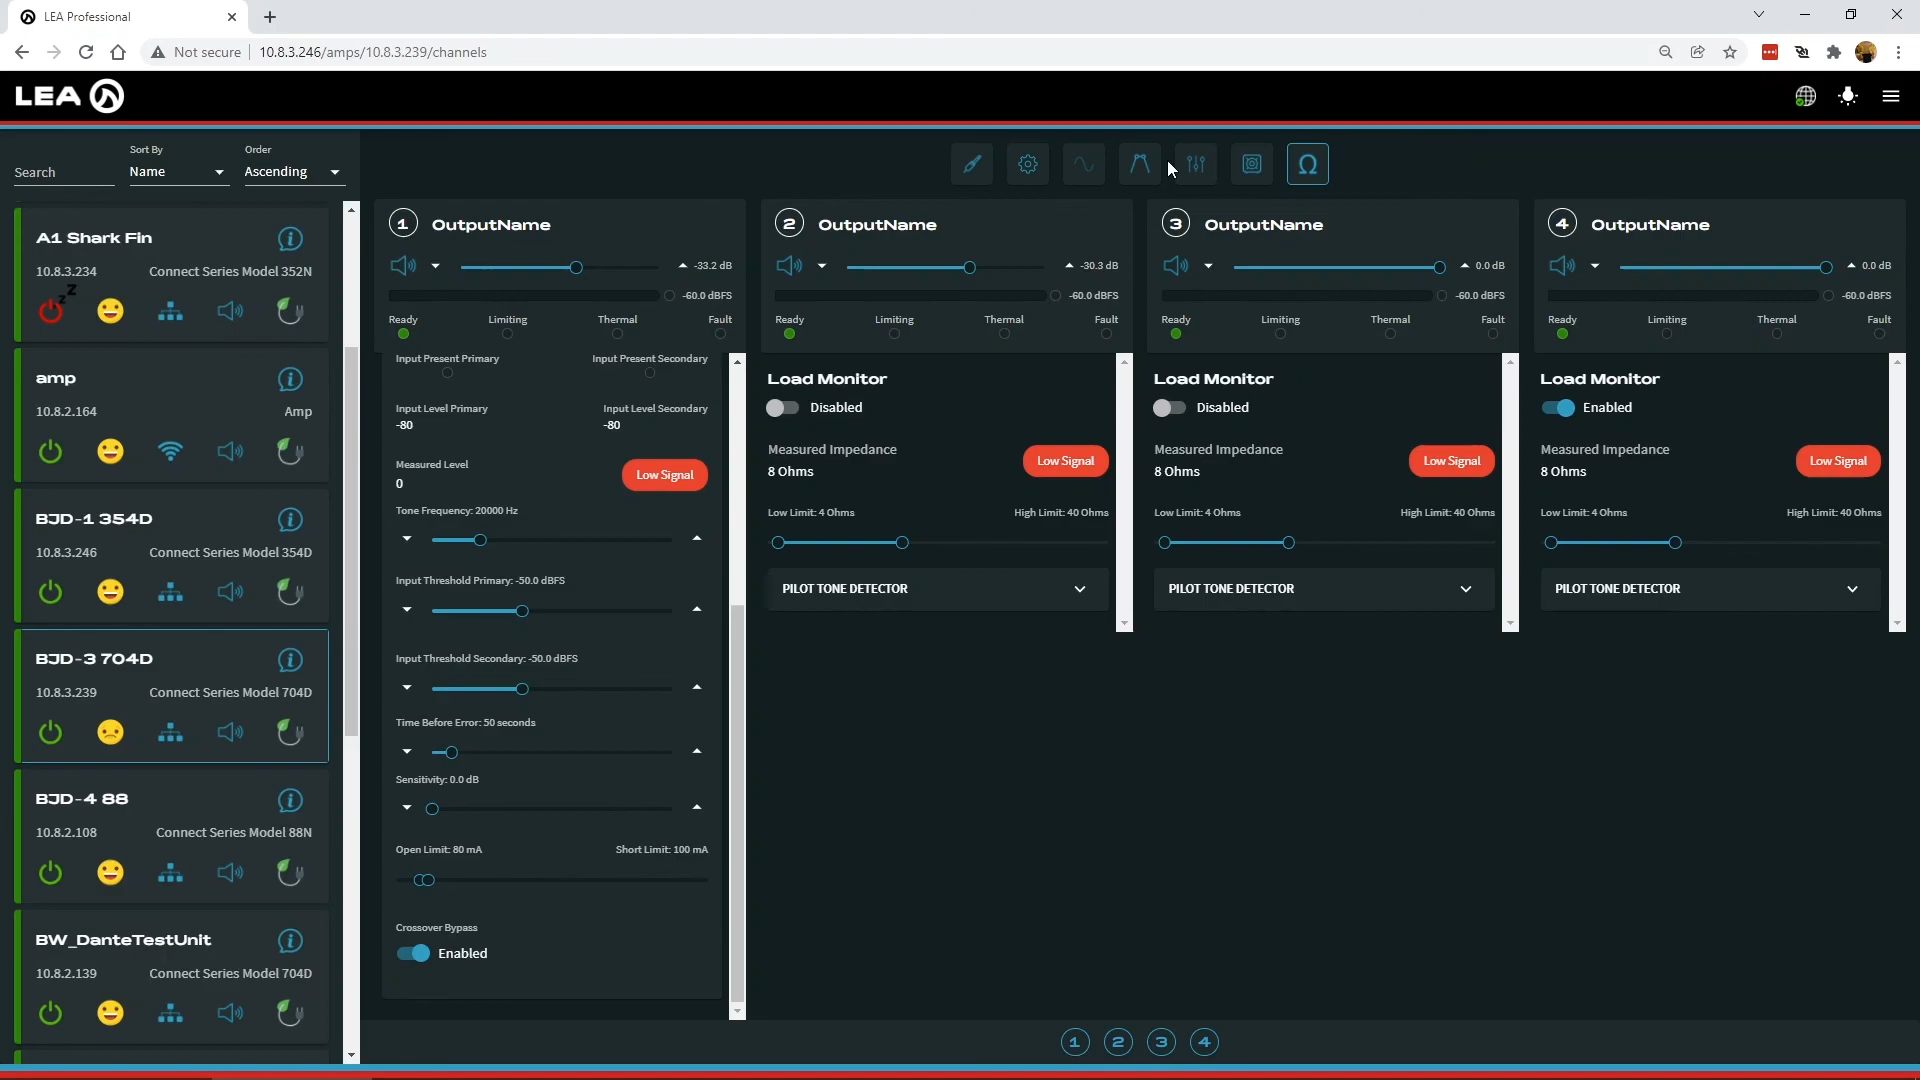 LEA Professional
Not secure
10.8.3.246/amps/10.8.3.239/channels
LEA
Search
Sort By
Name
Order
Ascending
A1 Shark Fin
10.8.3.234 Connect Series Model 352N
z z
amp
10.8.2.164 Amp
BJD-1 354D
10.8.3.246 Connect Series Model 354D
BJD-3 704D
10.8.3.239 Connect Series Model 704D
BJD-4 88
10.8.2.108 Connect Series Model 88N
BW_DanteTestUnit
10.8.2.139 Connect Series Model 704D
1 OutputName
-33.2 dB
-60.0 dBFS
Ready Limiting Thermal Fault
Input Present Primary Input Present Secondary
Input Level Primary Input Level Secondary
-80 -80
Measured Level
0
Low Signal
Tone Frequency: 20000 Hz
Input Threshold Primary: -50.0 dBFS
Input Threshold Secondary: -50.0 dBFS
Time Before Error: 50 seconds
Sensitivity: 0.0 dB
Open Limit: 80 mA Short Limit: 100 mA
Crossover Bypass
Enabled
2 OutputName
-30.3 dB
-60.0 dBFS
Ready Limiting Thermal Fault
Load Monitor
Disabled
Measured Impedance
8 Ohms
Low Signal
Low Limit: 4 Ohms High Limit: 40 Ohms
PILOT TONE DETECTOR
3 OutputName
0.0 dB
-60.0 dBFS
Ready Limiting Thermal Fault
Load Monitor
Disabled
Measured Impedance
8 Ohms
Low Signal
Low Limit: 4 Ohms High Limit: 40 Ohms
PILOT TONE DETECTOR
4 OutputName
0.0 dB
-60.0 dBFS
Ready Limiting Thermal Fault
Load Monitor
Enabled
Measured Impedance
8 Ohms
Low Signal
Low Limit: 4 Ohms High Limit: 40 Ohms
PILOT TONE DETECTOR
1 2 3 4